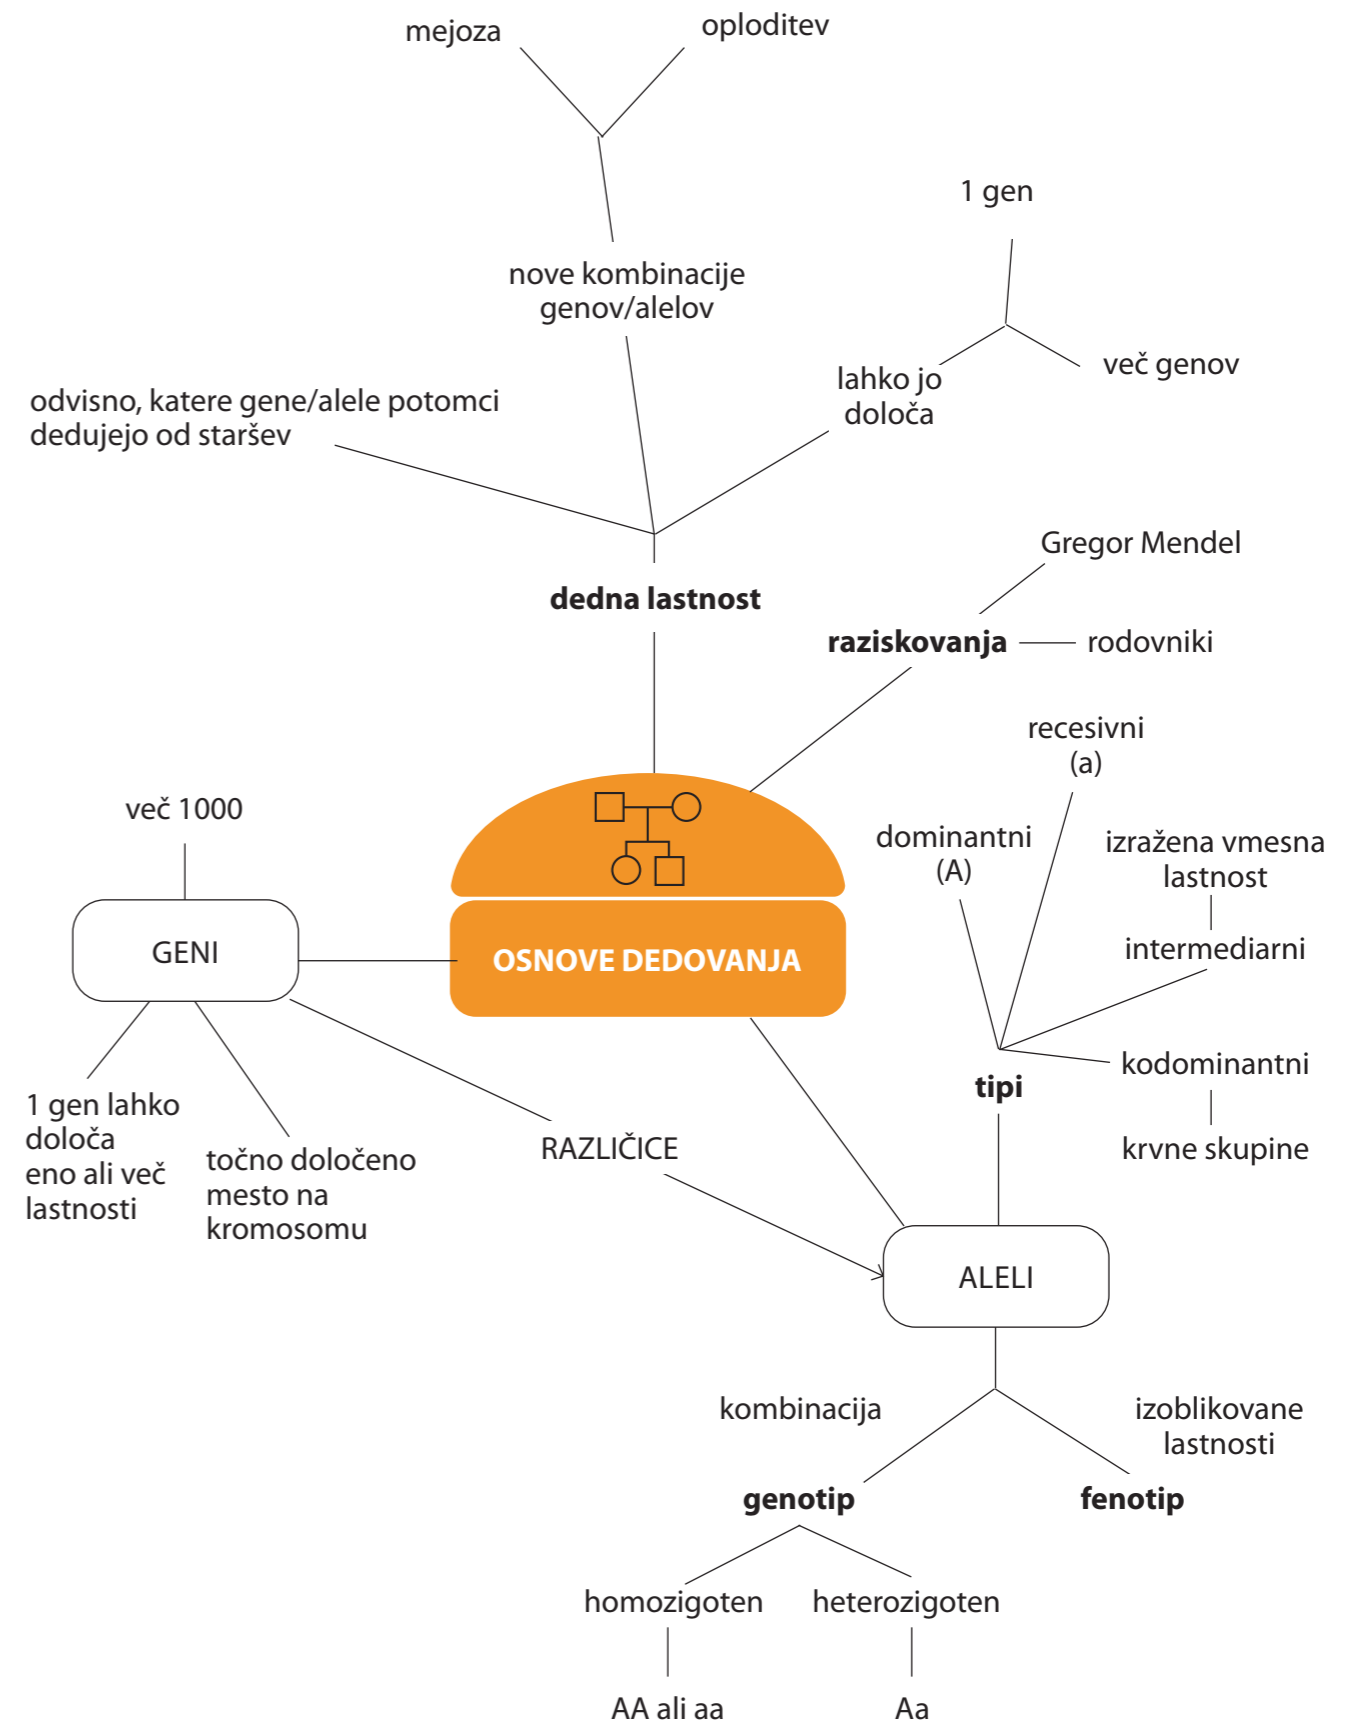 mejoza
oploditev
1 gen
nove kombinacije
genov/alelov
več genov
lahko jo
določa
odvisno, katere gene/alele potomci
dedujejo od staršev
Gregor Mendel
dedna lastnost
raziskovanja
rodovniki
recesivni
(a)
več 1000
dominantni
(A)
izražena vmesna
lastnost
GENI
OSNOVE DEDOVANJA
intermediarni
kodominantni
tipi
1 gen lahko
določa
eno ali več
lastnosti
točno določeno
mesto na
kromosomu
RAZLIČICE
krvne skupine
ALELI
kombinacija
izoblikovane
lastnosti
genotip
fenotip
homozigoten
heterozigoten
AA ali aa
Aa